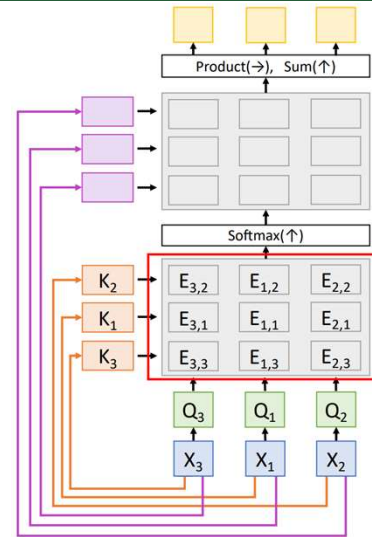 Product(→), Sum(↑)
Softmax(↑)
K₂ E₃,₂ E₁,₂ E₂,₂
K₁ E₃,₁ E₁,₁ E₂,₁
K₃ E₃,₃ E₁,₃ E₂,₃
Q₃ Q₁ Q₂
X₃ X₁ X₂